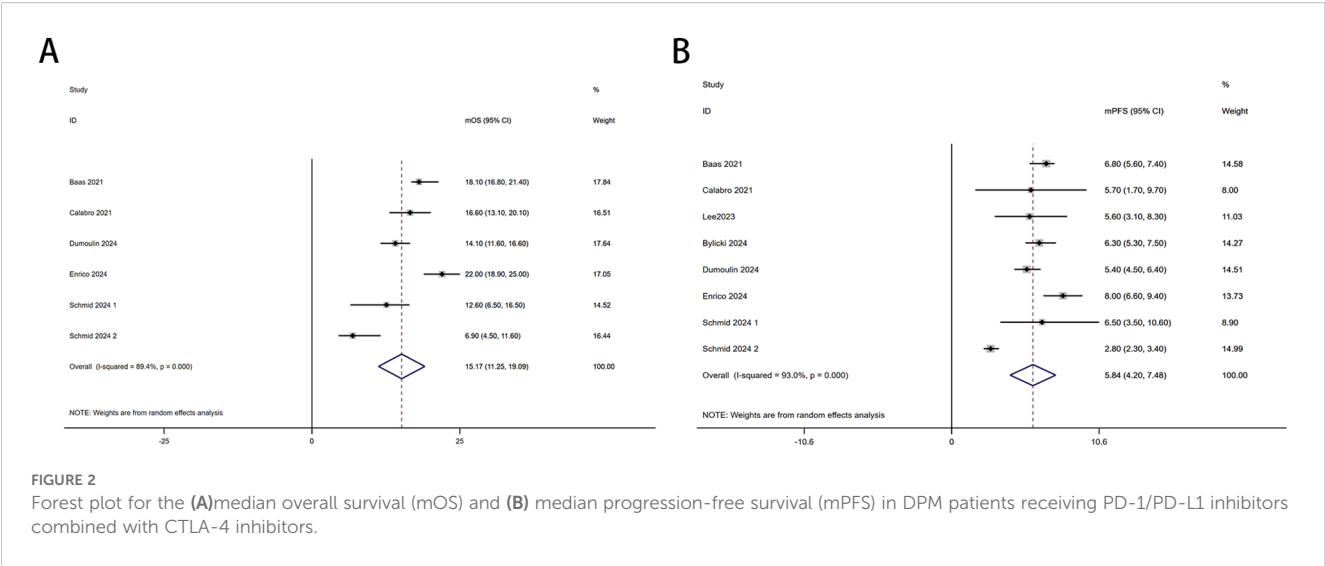 A
Study %
ID mOS (95% CI) Weight
Baas 2021 18.10 (16.80, 21.40) 17.84
Calabro 2021 16.60 (13.10, 20.10) 16.51
Dumoulin 2024 14.10 (11.60, 16.60) 17.64
Enrico 2024 22.00 (18.90, 25.00) 17.05
Schmid 2024 1 12.60 (6.50, 16.50) 14.52
Schmid 2024 2 6.90 (4.50, 11.60) 16.44
Overall (I-squared = 89.4%, p = 0.000) 15.17 (11.25, 19.09) 100.00
NOTE: Weights are from random effects analysis
-25 0 25
B
Study %
ID mPFS (95% CI) Weight
Baas 2021 6.80 (5.60, 7.40) 14.58
Calabro 2021 5.70 (1.70, 9.70) 8.00
Lee2023 5.60 (3.10, 8.30) 11.03
Bylicki 2024 6.30 (5.30, 7.50) 14.27
Dumoulin 2024 5.40 (4.50, 6.40) 14.51
Enrico 2024 8.00 (6.60, 9.40) 13.73
Schmid 2024 1 6.50 (3.50, 10.60) 8.90
Schmid 2024 2 2.80 (2.30, 3.40) 14.99
Overall (I-squared = 93.0%, p = 0.000) 5.84 (4.20, 7.48) 100.00
NOTE: Weights are from random effects analysis
-10.6 0 10.6
FIGURE 2
Forest plot for the (A)median overall survival (mOS) and (B) median progression-free survival (mPFS) in DPM patients receiving PD-1/PD-L1 inhibitors
combined with CTLA-4 inhibitors.